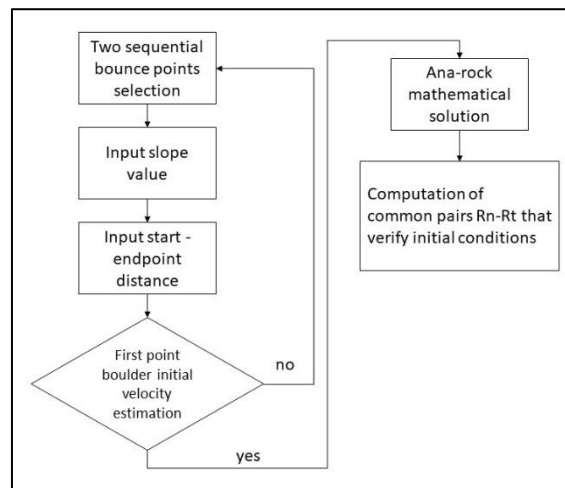 Two sequential
bounce points
selection
Input slope
value
Input start -
endpoint
distance
First point
boulder initial
velocity
estimation
no
yes
Ana-rock
mathematical
solution
Computation of
common pairs Rn-Rt that
verify initial conditions